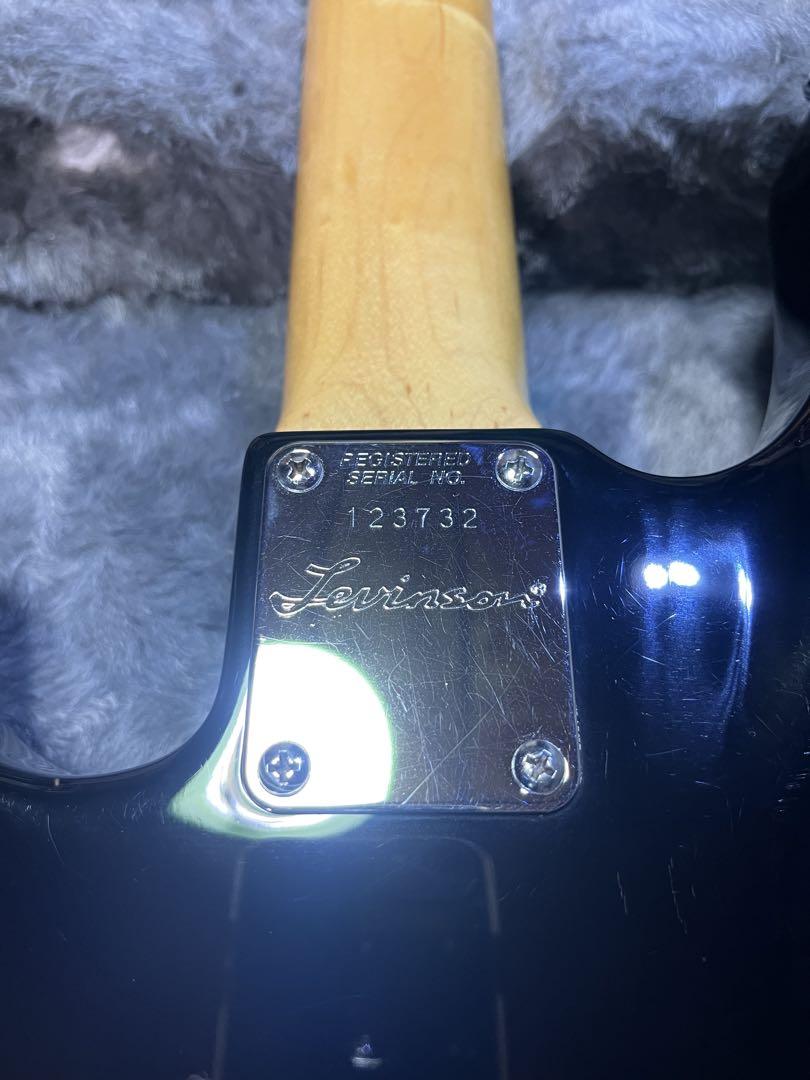 REGISTERED
SERIAL NO.
123732
Levinson